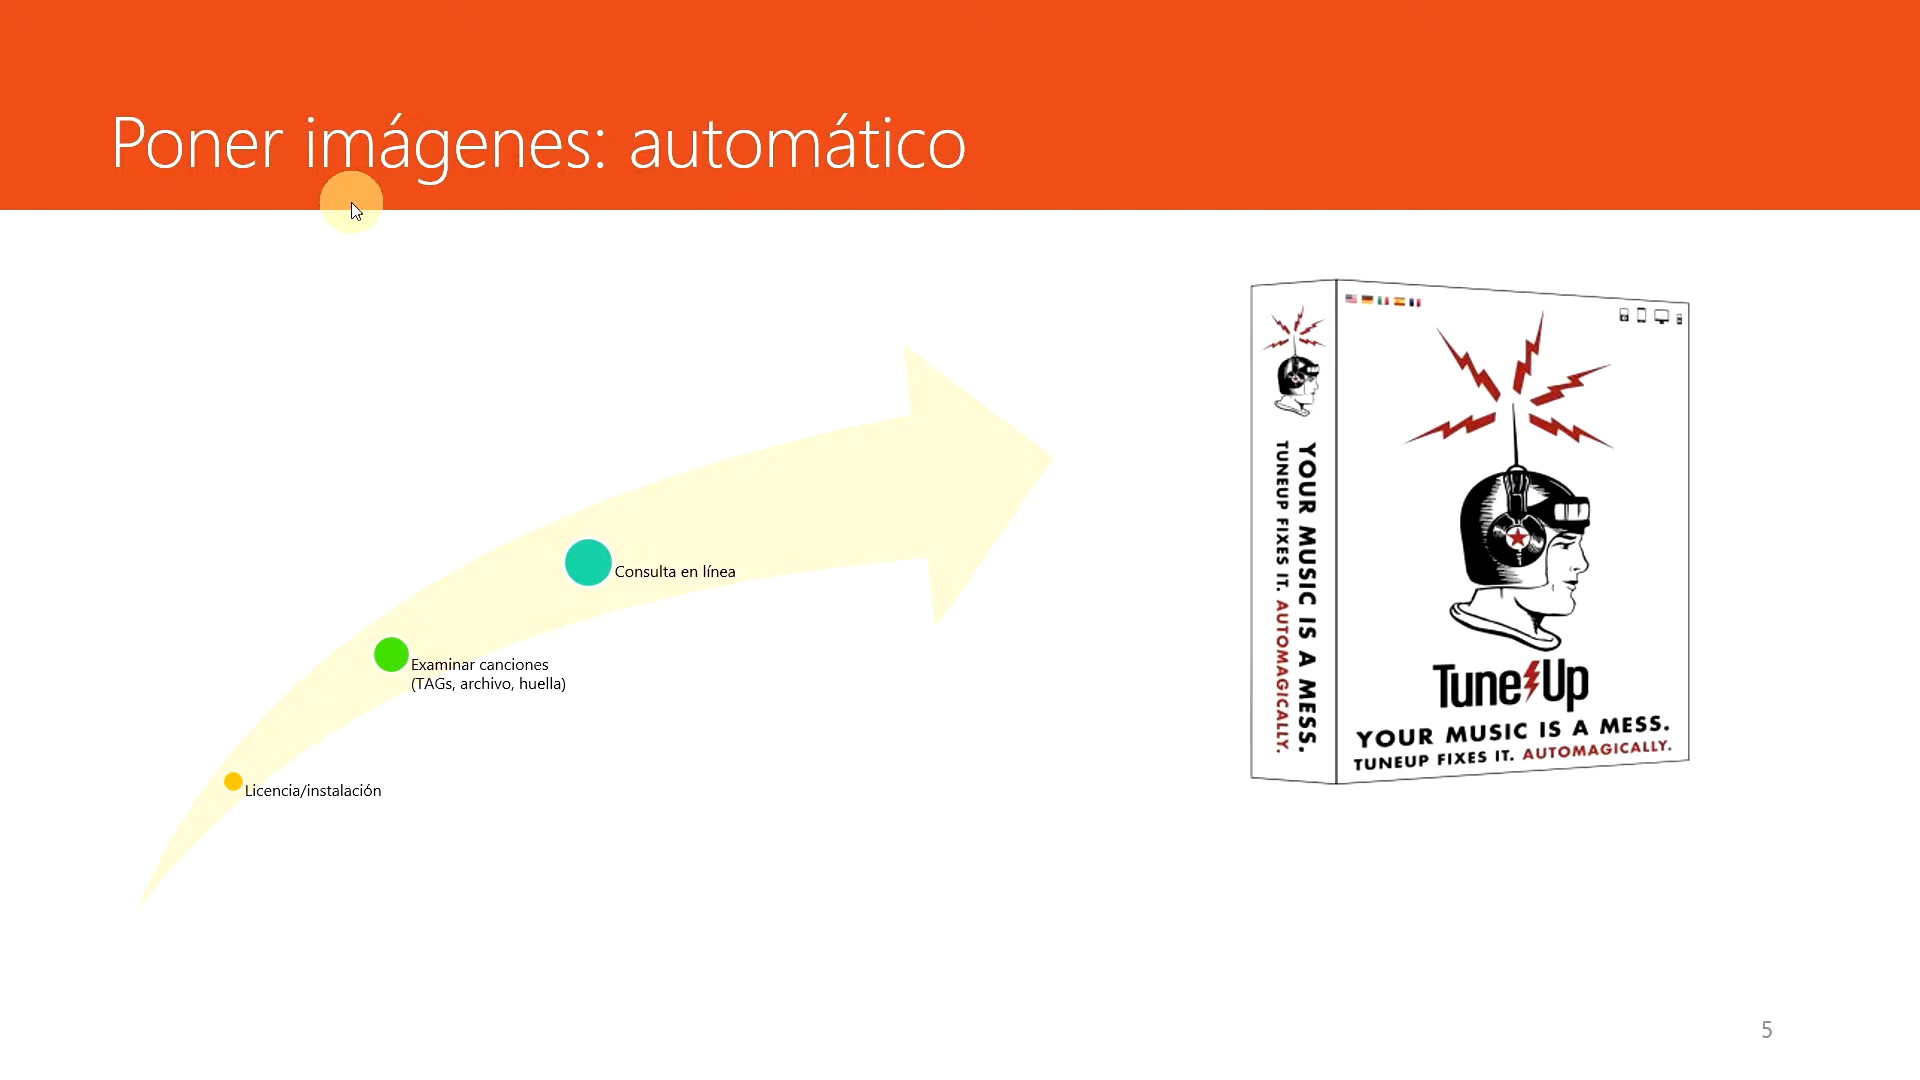 Poner imágenes: automático
Consulta en línea
Examinar canciones
(TAGs, archivo, huella)
Licencia/instalación
YOUR MUSIC IS A MESS.
TUNEUP FIXES IT. AUTOMAGICALLY.
TuneUp
YOUR MUSIC IS A MESS.
TUNEUP FIXES IT. AUTOMAGICALLY.
5